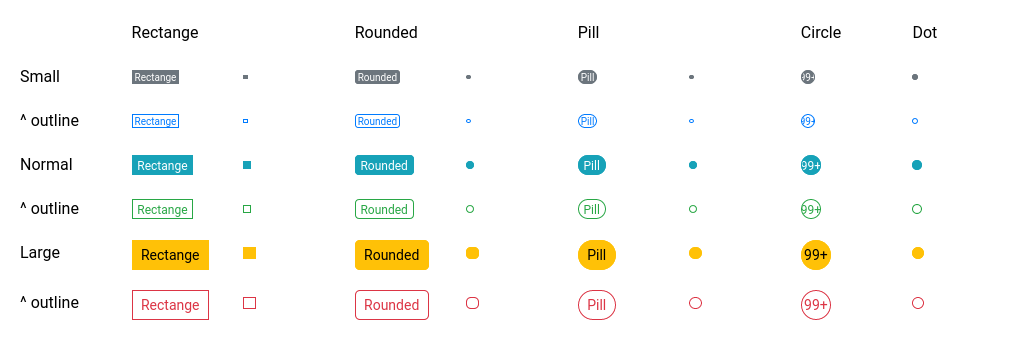 Rectange Rounded Pill Circle Dot
Small Rectange Rounded Pill 99+
^ outline Rectange Rounded Pill 99+
Normal Rectange Rounded Pill 99+
^ outline Rectange Rounded Pill 99+
Large Rectange Rounded Pill 99+
^ outline Rectange Rounded Pill 99+